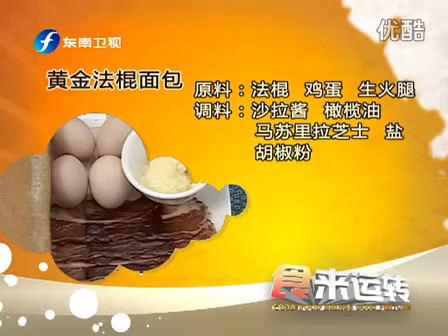 东南卫视
优酷
黄金法棍面包
原料：法棍 鸡蛋 生火腿
调料：沙拉酱 橄榄油
马苏里拉芝士 盐
胡椒粉
食来运转